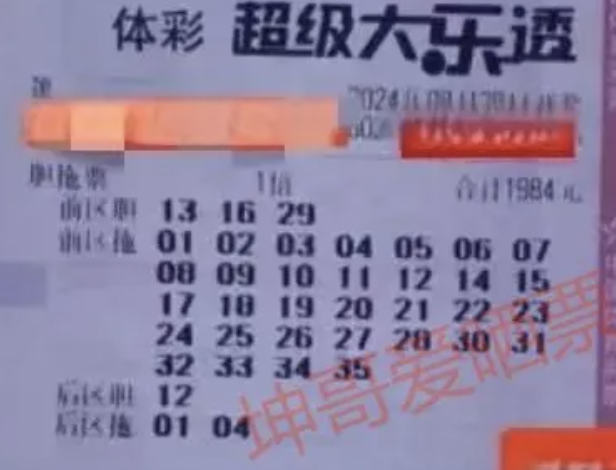 体彩 超级大乐透
胆拖票 1倍 合计1984元
前区胆 13 16 29
前区拖 01 02 03 04 05 06 07
08 09 10 11 12 14 15
17 18 19 20 21 22 23
24 25 26 27 28 30 31
32 33 34 35
后区胆 12
后区拖 01 04
坤哥爱晒票